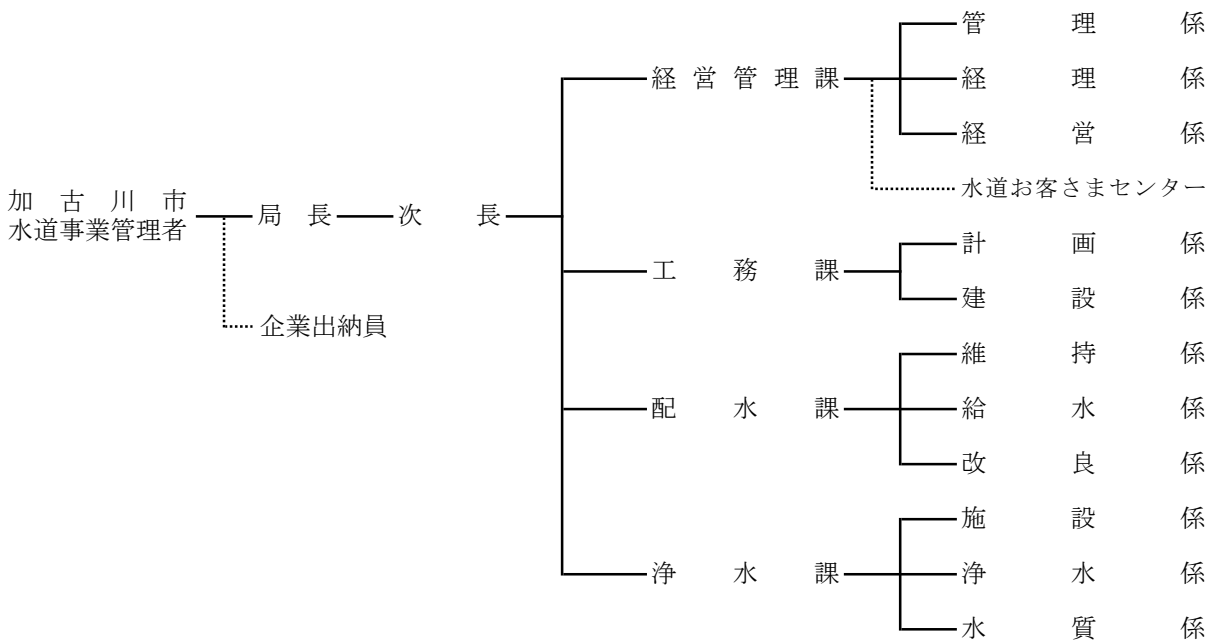 加古川市
水道事業管理者
局長
次長
企業出納員
経営管理課
管理係
経理係
経営係
水道お客さまセンター
工務課
計画係
建設係
配水課
維持係
給水係
改良係
浄水課
施設係
浄水係
水質係